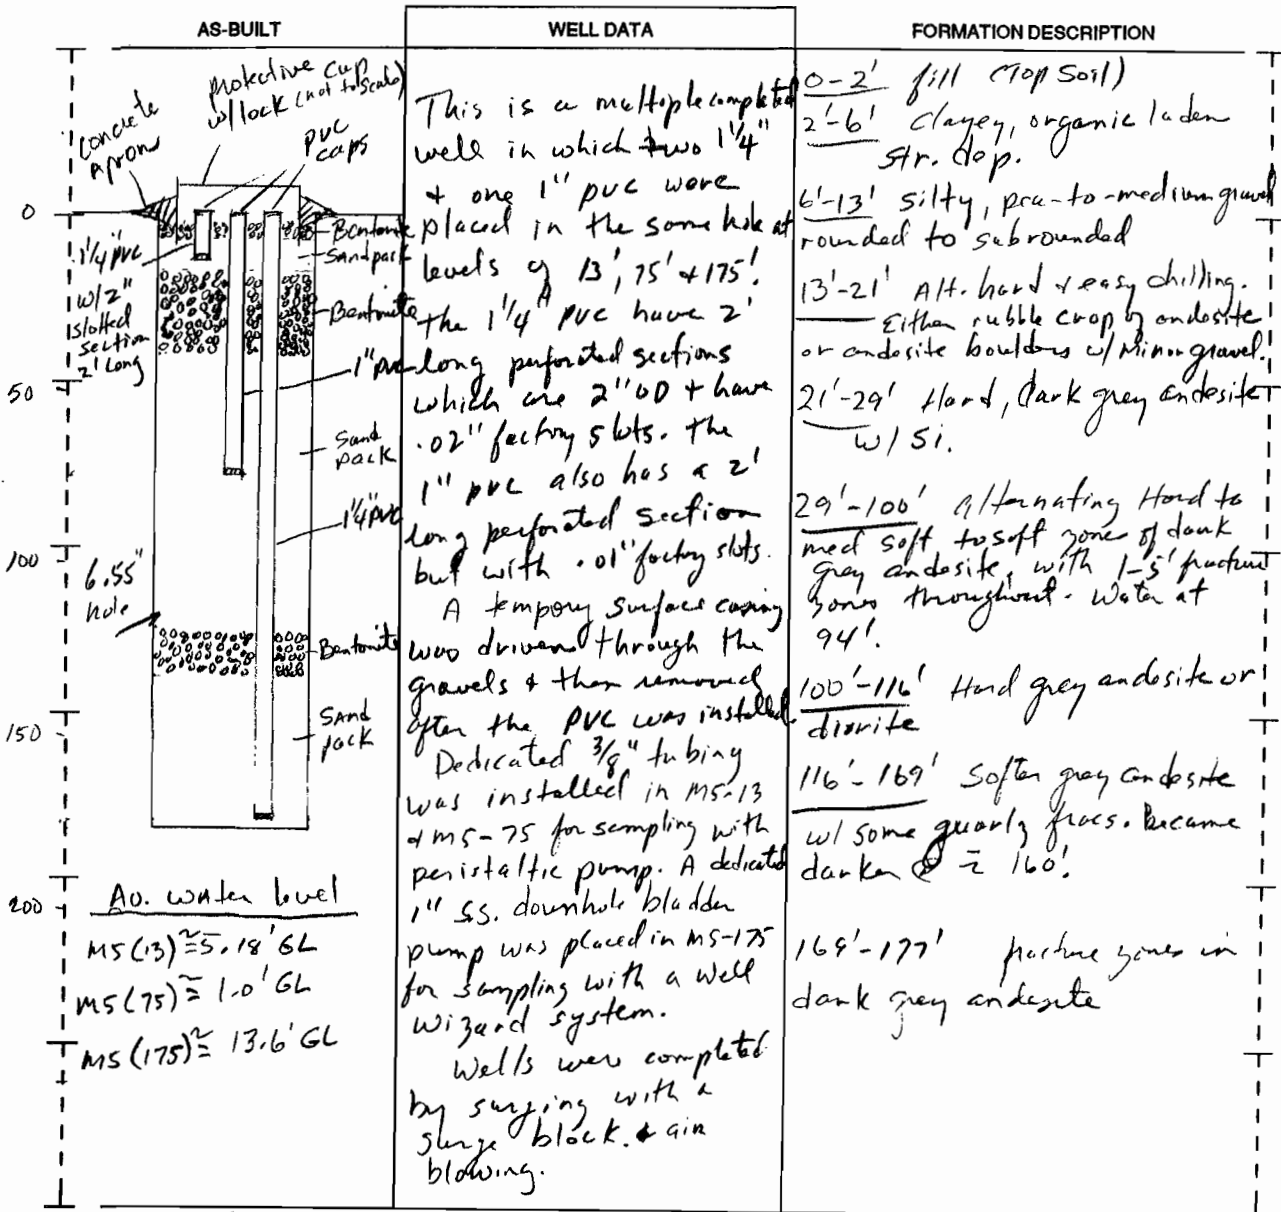 AS-BUILT
protective cap
w/lock (not to scale)
concrete
apron
PVC
caps
0
Bentonite
Sandpack
1 1/4" PVC
w/ 2"
slotted
section
2' Long
Bentonite
1" PVC
50
Sand
pack
1 1/4" PVC
100
6.55"
hole
Bentonite
150
SAnd
pack
200
Av. water level
MS(13) ≅ 5.18' GL
MS(75) ≅ 1.0' GL
MS(175) ≅ 13.6' GL
WELL DATA
This is a multiple completed
well in which two 1 1/4"
+ one 1" pvc were
placed in the same hole at
levels of 13', 75' + 175'.
the 1 1/4" PVC have 2'
long perforated sections
which are 2" OD + have
.02" factory slots. the
1" PVC also has a 2'
long perforated section
but with .01" factory slots.
A tempory surface casing
was driven through the
gravels + then removed
after the PVC was installed.
Dedicated 3/8" tubing
was installed in MS-13
+ MS-75 for sampling with
peristaltic pump. A dedicated
1" S.S. downhole bladder
pump was placed in MS-175
for sampling with a well
wizard system.
Wells were completed
by surging with a
surge block. + air
blowing.
FORMATION DESCRIPTION
0-2' fill (Top Soil)
2'-6' Clayey, organic laden
str. dep.
6'-13' Silty, pea-to-medium gravel
rounded to subrounded
13'-21' Alt. hard & easy drilling.
Either rubble crop of andesite
or andesite boulders w/ Minor gravel.
21'-29' Hard, dark grey andesite
w/ Si.
29'-100' alternating Hard to
med soft to soft zones of dark
grey andesite, with 1-5' fracture
zones throughout. Water at
94'.
100'-116' Hard grey andesite or
diorite
116'-169' Softer grey andesite
w/ some quartz fracs. Became
darker @ ≈ 160'.
169'-177' fracture zones in
dark grey andesite